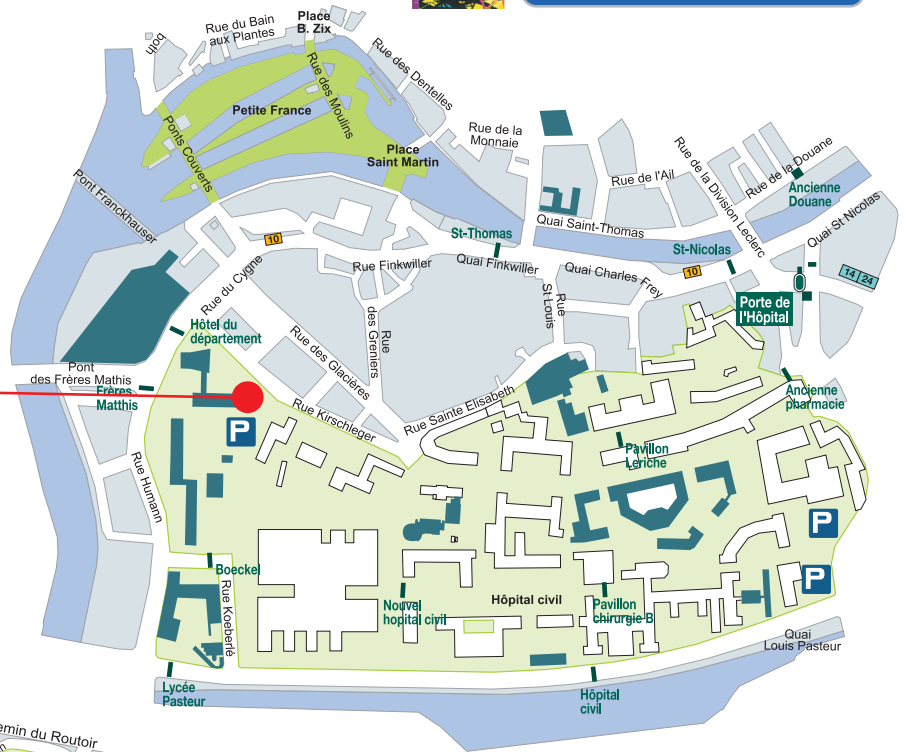 Place
B. Zix
Rue du Bain
aux Plantes
both
Rue des Dentelles
Rue des Moulins
Petite France
Ponts Couverts
Place
Saint Martin
Rue de la
Monnaie
Rue de l'Ail
Rue de la Division Leclerc
Rue de la Douane
Ancienne
Douane
Pont Franckhauser
Quai Saint-Thomas
Quai St Nicolas
St-Thomas
St-Nicolas
10
Rue Finkwiller
Quai Finkwiller
Quai Charles Frey
10
14 24
Rue du Cygne
Rue
St Louis
Porte de
l'Hôpital
Hôtel du
département
Rue
des Greniers
Rue des Glacières
Pont
des Frères Mathis
Frères
Matthis
Rue Kirschleger
Rue Sainte Elisabeth
Ancienne
pharmacie
P
Pavillon
Leriche
Rue Humann
P
Boeckel
P
Rue Koeberlé
Nouvel
hopital civil
Hôpital civil
Pavillon
chirurgie B
Quai
Louis Pasteur
Lycée
Pasteur
Hôpital
civil
emin du Routoir